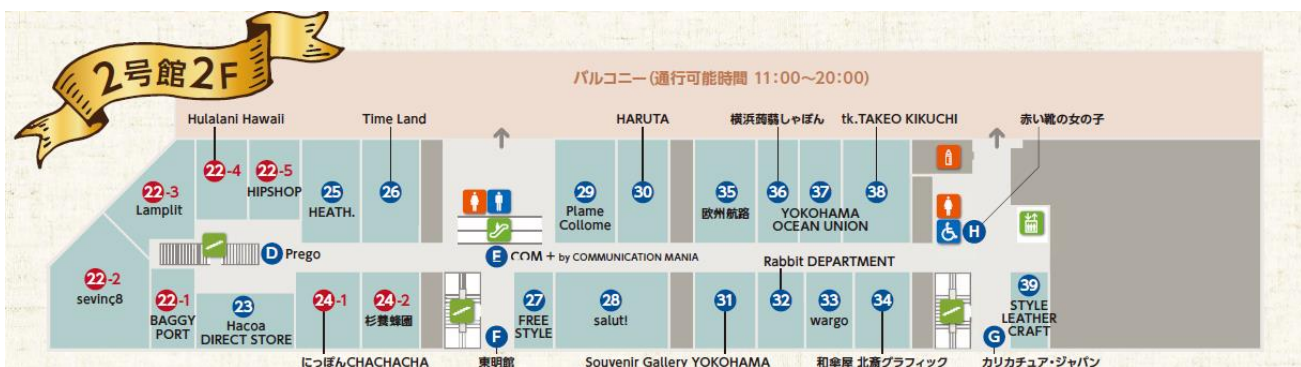 2号館2F
バルコニー（通行可能時間 11:00〜20:00）
Hulalani Hawaii
Time Land
HARUTA
横浜蒟蒻しゃぼん
tk.TAKEO KIKUCHI
赤い靴の女の子
22-3
Lamplit
22-4
22-5
HIPSHOP
25
HEATH.
26
29
Plame
Collome
30
35
欧州航路
36
37
YOKOHAMA
OCEAN UNION
38
H
D Prego
E COM + by COMMUNICATION MANIA
Rabbit DEPARTMENT
22-2
sevinç8
22-1
BAGGY
PORT
23
Hacoa
DIRECT STORE
24-1
24-2
杉養蜂園
27
FREE
STYLE
28
salut!
31
32
33
wargo
34
39
STYLE
LEATHER
CRAFT
F
G
にっぽんCHACHACHA
東明館
Souvenir Gallery YOKOHAMA
和傘屋 北斎グラフィック
カリカチュア・ジャパン